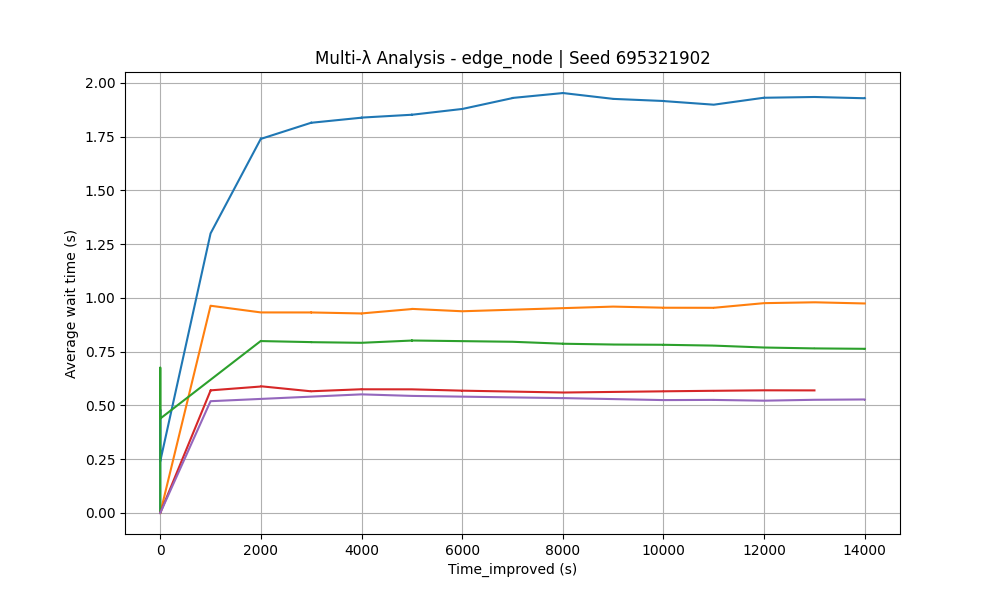 Multi-λ Analysis - edge_node | Seed 695321902
Average wait time (s)
2.00
1.75
1.50
1.25
1.00
0.75
0.50
0.25
0.00
0 2000 4000 6000 8000 10000 12000 14000
Time_improved (s)